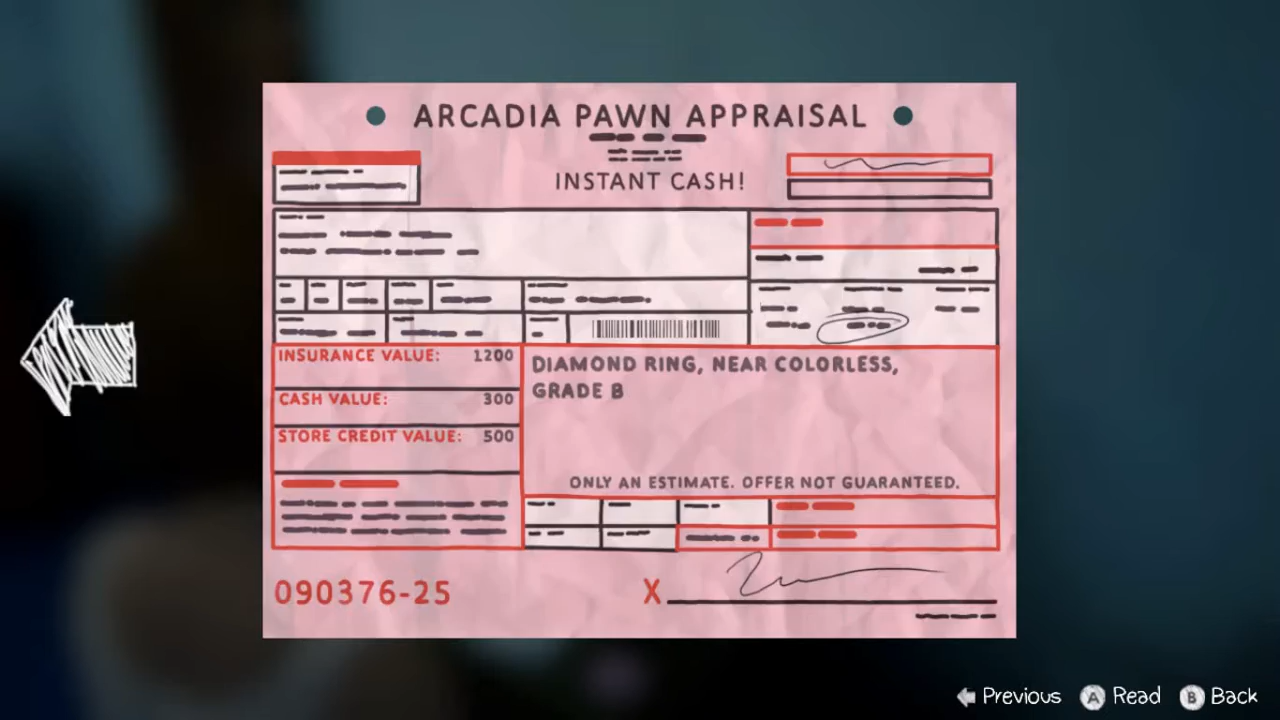 ARCADIA PAWN APPRAISAL
INSTANT CASH!
INSURANCE VALUE: 1200
CASH VALUE: 300
STORE CREDIT VALUE: 500
DIAMOND RING, NEAR COLORLESS,
GRADE B
ONLY AN ESTIMATE. OFFER NOT GUARANTEED.
090376-25
X
Previous A Read B Back